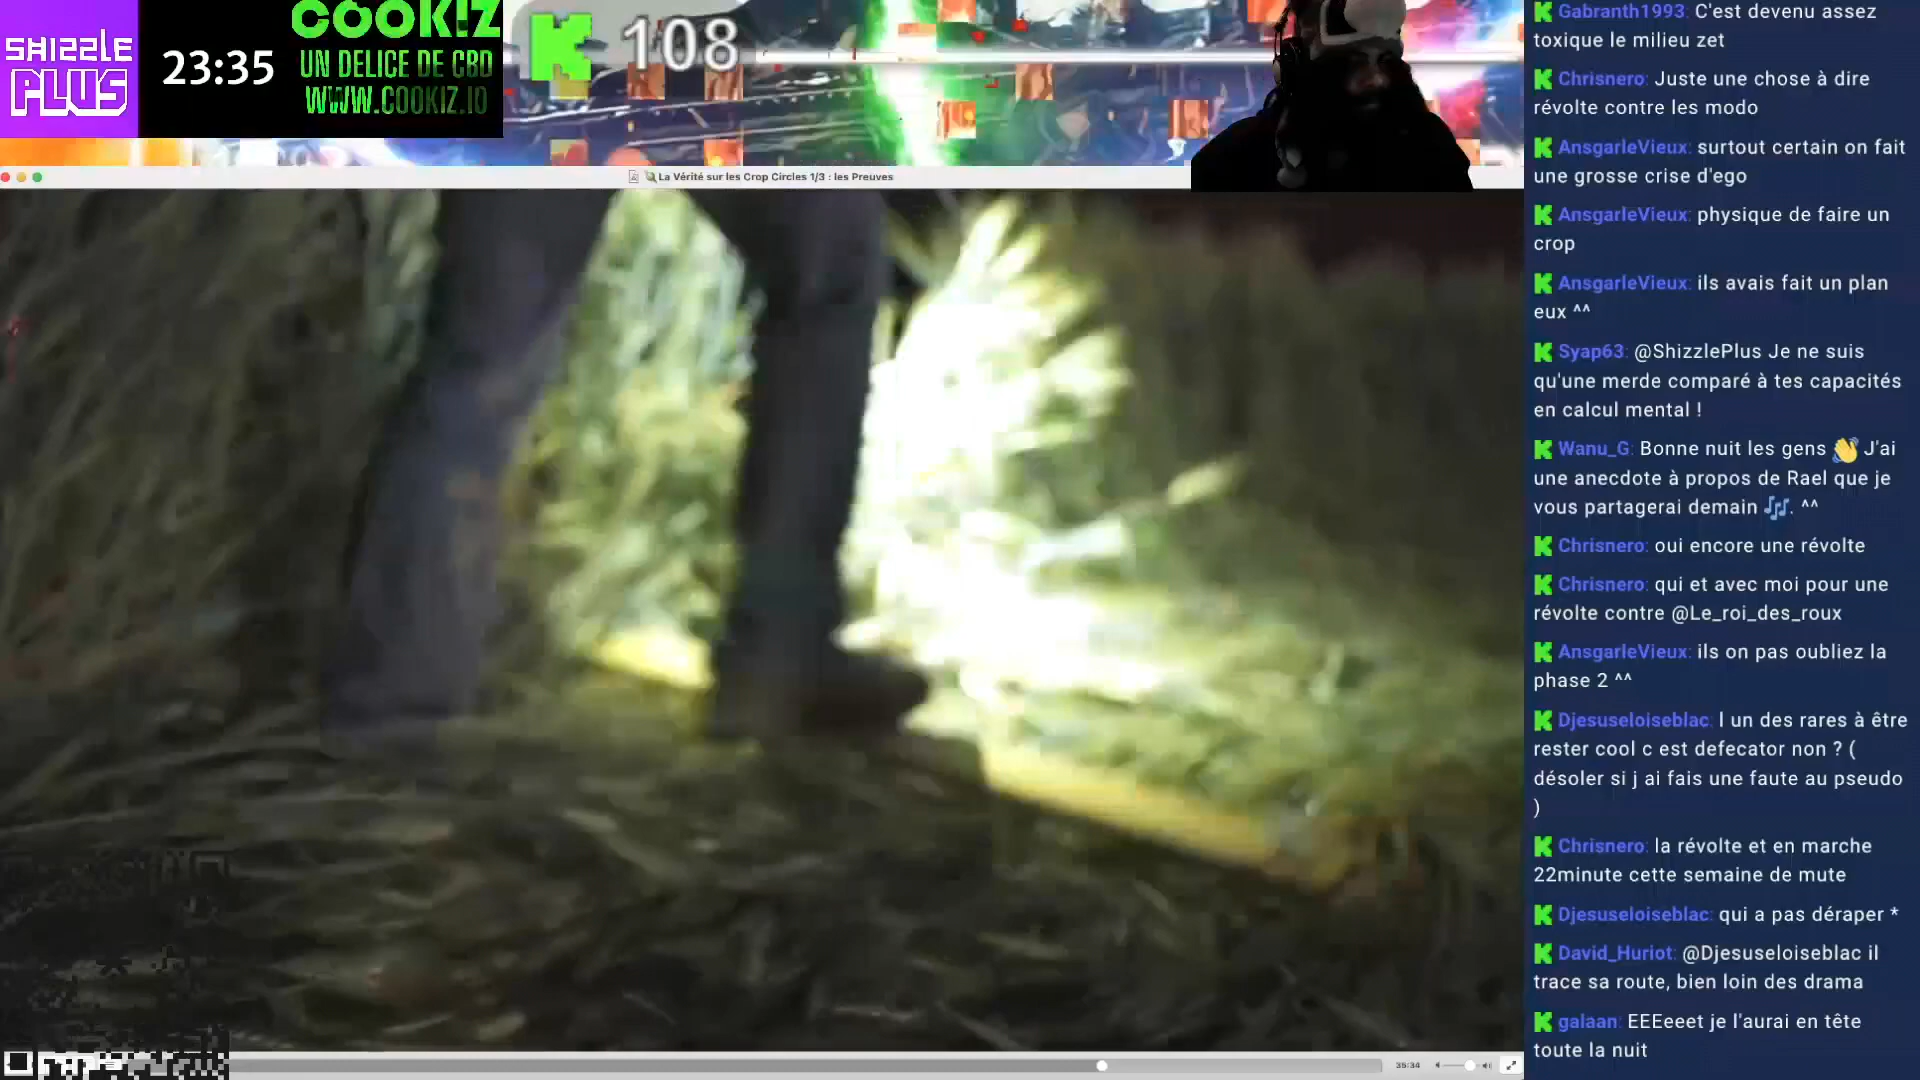 SHIZZLE
PLUS
23:35
COOKIZ
UN DELICE DE CBD
WWW.COOKIZ.IO
K 108
La Vérité sur les Crop Circles 1/3 : les Preuves
35:34
Gabranth1993: C'est devenu assez
toxique le milieu zet
Chrisnero: Juste une chose à dire
révolte contre les modo
AnsgarleVieux: surtout certain on fait
une grosse crise d'ego
AnsgarleVieux: physique de faire un
crop
AnsgarleVieux: ils avais fait un plan
eux ^^
Syap63: @ShizzlePlus Je ne suis
qu'une merde comparé à tes capacités
en calcul mental !
Wanu_G: Bonne nuit les gens 👋 J'ai
une anecdote à propos de Rael que je
vous partagerai demain 🎶. ^^
Chrisnero: oui encore une révolte
Chrisnero: qui et avec moi pour une
révolte contre @Le_roi_des_roux
AnsgarleVieux: ils on pas oubliez la
phase 2 ^^
Djesuseloiseblac: l un des rares à être
rester cool c est defecator non ? (
désoler si j ai fais une faute au pseudo
)
Chrisnero: la révolte et en marche
22minute cette semaine de mute
Djesuseloiseblac: qui a pas déraper *
David_Huriot: @Djesuseloiseblac il
trace sa route, bien loin des drama
galaan: EEEeeet je l'aurai en tête
toute la nuit